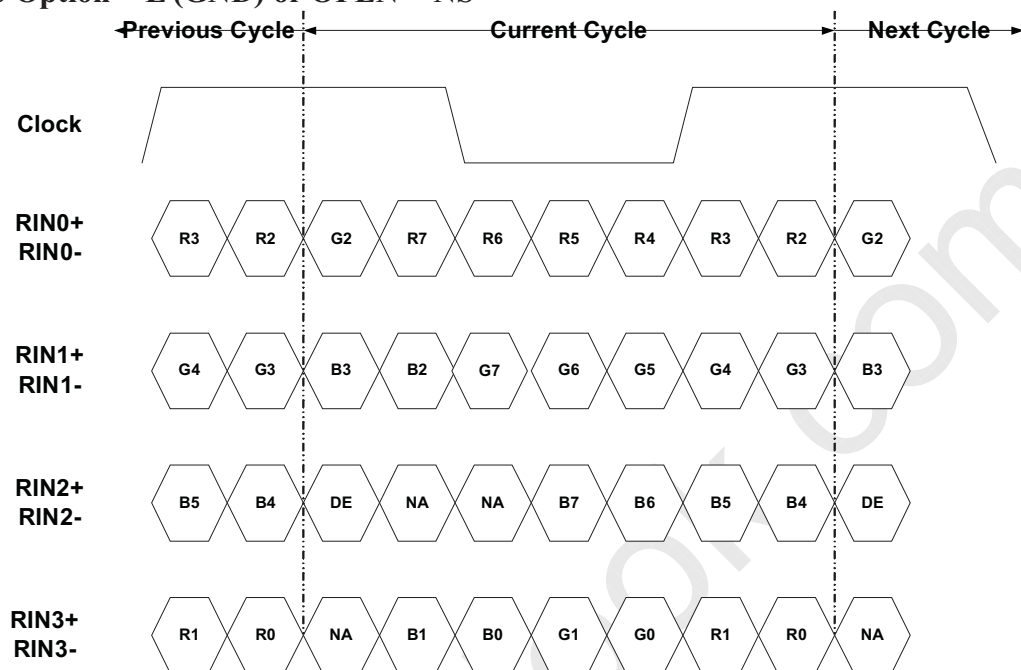 Option = L (GND) or OPEN = NS
Previous Cycle Current Cycle Next Cycle
Clock
RIN0+
RIN0-
R3 R2 G2 R7 R6 R5 R4 R3 R2 G2
RIN1+
RIN1-
G4 G3 B3 B2 G7 G6 G5 G4 G3 B3
RIN2+
RIN2-
B5 B4 DE NA NA B7 B6 B5 B4 DE
RIN3+
RIN3-
R1 R0 NA B1 B0 G1 G0 R1 R0 NA